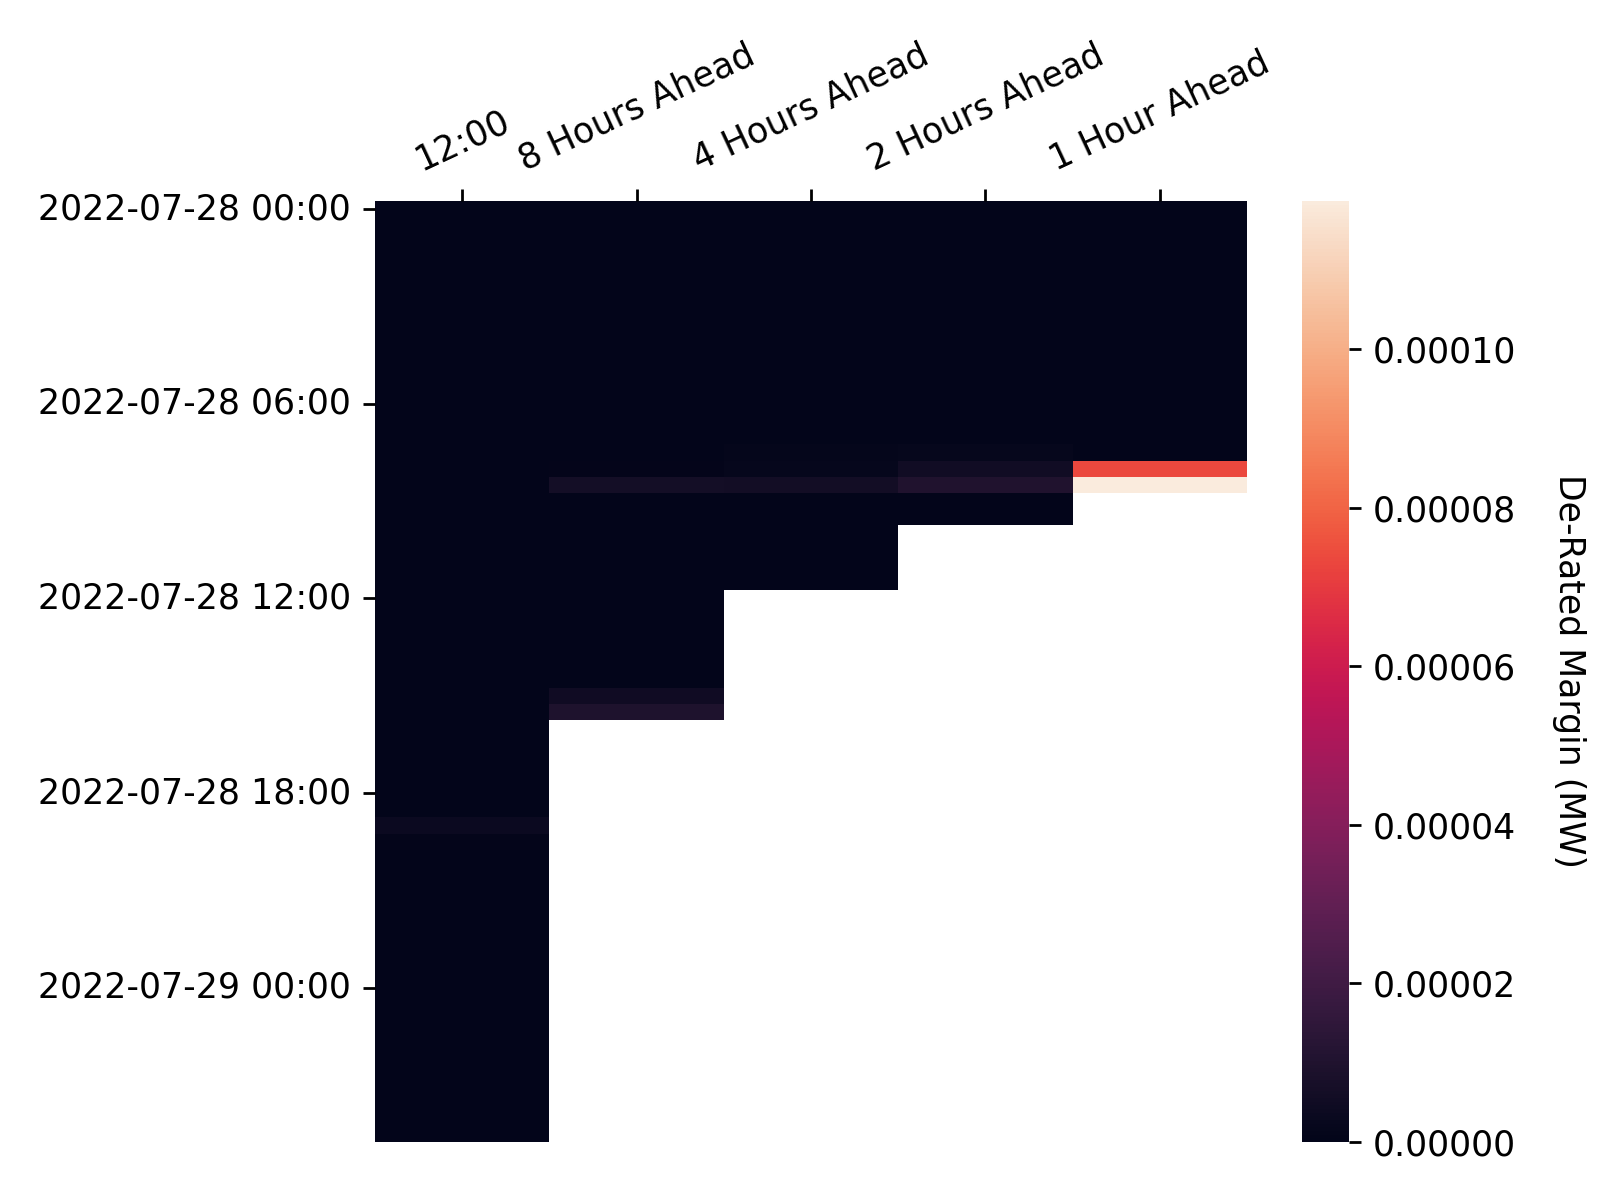 12:00
8 Hours Ahead
4 Hours Ahead
2 Hours Ahead
1 Hour Ahead
2022-07-28 00:00
2022-07-28 06:00
2022-07-28 12:00
2022-07-28 18:00
2022-07-29 00:00
0.00010
0.00008
0.00006
0.00004
0.00002
0.00000
De-Rated Margin (MW)